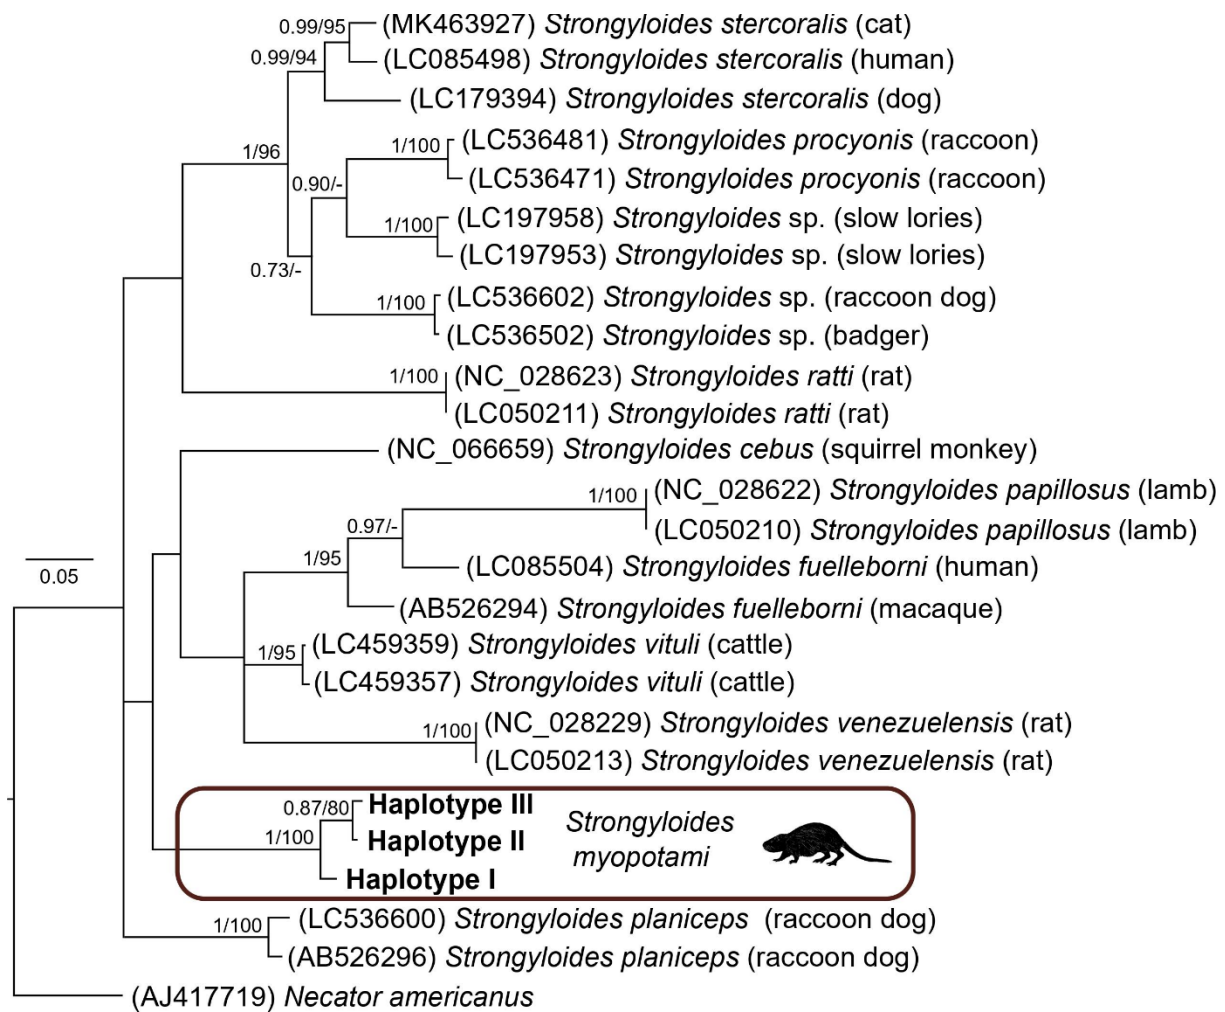 0.99/95 (MK463927) Strongyloides stercoralis (cat)
0.99/94 (LC085498) Strongyloides stercoralis (human)
(LC179394) Strongyloides stercoralis (dog)
1/96 1/100 (LC536481) Strongyloides procyonis (raccoon)
0.90/- (LC536471) Strongyloides procyonis (raccoon)
1/100 (LC197958) Strongyloides sp. (slow lories)
0.73/- (LC197953) Strongyloides sp. (slow lories)
1/100 (LC536602) Strongyloides sp. (raccoon dog)
(LC536502) Strongyloides sp. (badger)
1/100 (NC_028623) Strongyloides ratti (rat)
(LC050211) Strongyloides ratti (rat)
(NC_066659) Strongyloides cebus (squirrel monkey)
1/100 (NC_028622) Strongyloides papillosus (lamb)
0.97/- (LC050210) Strongyloides papillosus (lamb)
0.05 1/95 (LC085504) Strongyloides fuelleborni (human)
(AB526294) Strongyloides fuelleborni (macaque)
1/95 (LC459359) Strongyloides vituli (cattle)
(LC459357) Strongyloides vituli (cattle)
1/100 (NC_028229) Strongyloides venezuelensis (rat)
(LC050213) Strongyloides venezuelensis (rat)
0.87/80 Haplotype III Strongyloides
1/100 Haplotype II myopotami
Haplotype I
1/100 (LC536600) Strongyloides planiceps (raccoon dog)
(AB526296) Strongyloides planiceps (raccoon dog)
(AJ417719) Necator americanus